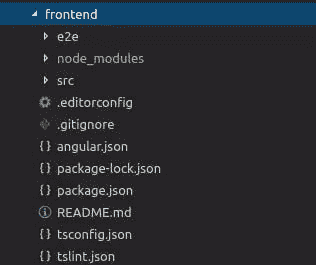 frontend
e2e
node_modules
src
.editorconfig
.gitignore
angular.json
package-lock.json
package.json
README.md
tsconfig.json
tslint.json